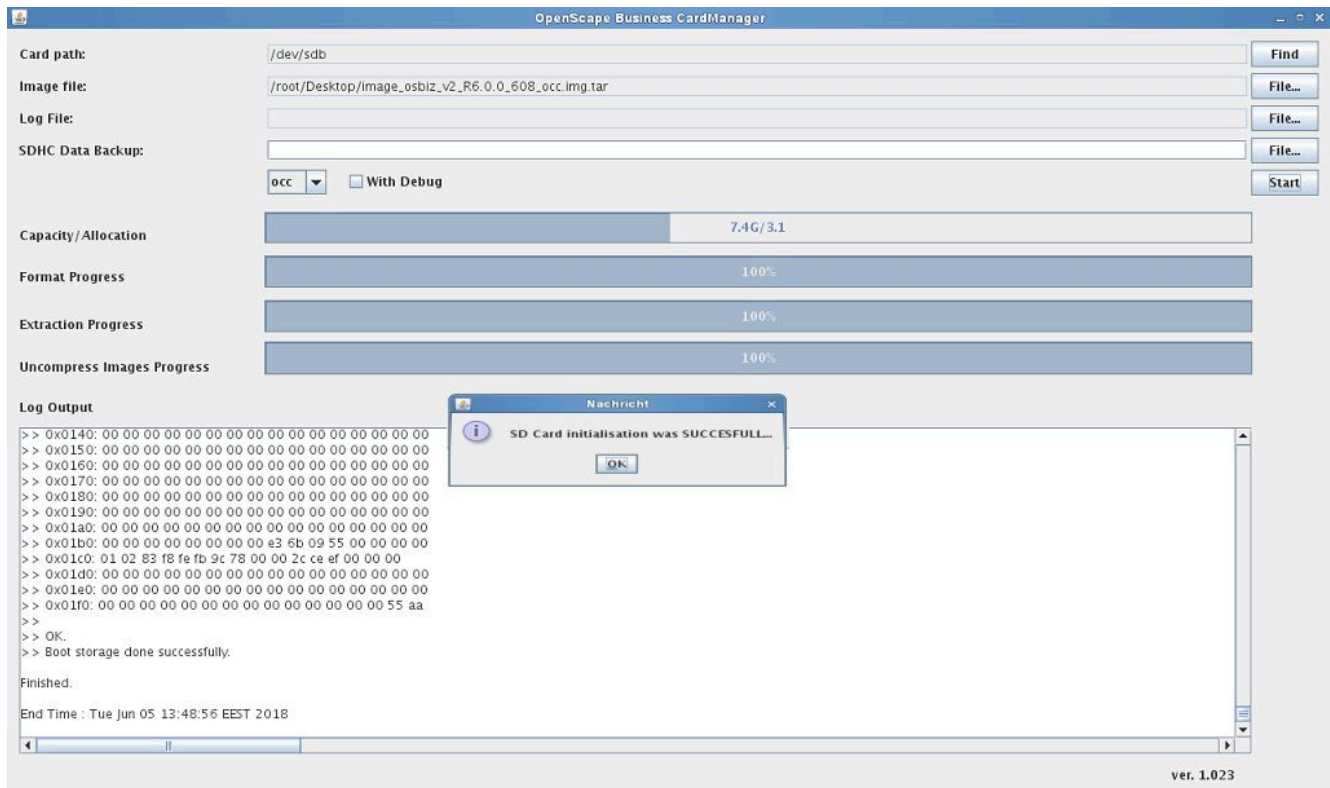 OpenScape Business CardManager
Card path: /dev/sdb Find
Image file: /root/Desktop/image_osbiz_v2_R6.0.0_608_occ.img.tar File...
Log File: File...
SDHC Data Backup: File...
occ With Debug Start
Capacity/Allocation 7.4G/3.1
Format Progress 100%
Extraction Progress 100%
Uncompress Images Progress 100%
Log Output
Nachricht
SD Card initialisation was SUCCESFULL...
OK
>> 0x0140: 00 00 00 00 00 00 00 00 00 00 00 00 00 00 00 00
>> 0x0150: 00 00 00 00 00 00 00 00 00 00 00 00 00 00 00 00
>> 0x0160: 00 00 00 00 00 00 00 00 00 00 00 00 00 00 00 00
>> 0x0170: 00 00 00 00 00 00 00 00 00 00 00 00 00 00 00 00
>> 0x0180: 00 00 00 00 00 00 00 00 00 00 00 00 00 00 00 00
>> 0x0190: 00 00 00 00 00 00 00 00 00 00 00 00 00 00 00 00
>> 0x01a0: 00 00 00 00 00 00 00 00 00 00 00 00 00 00 00 00
>> 0x01b0: 00 00 00 00 00 00 00 00 e3 6b 09 55 00 00 00 00
>> 0x01c0: 01 02 83 f8 fe fb 9c 78 00 00 2c ce ef 00 00 00
>> 0x01d0: 00 00 00 00 00 00 00 00 00 00 00 00 00 00 00 00
>> 0x01e0: 00 00 00 00 00 00 00 00 00 00 00 00 00 00 00 00
>> 0x01f0: 00 00 00 00 00 00 00 00 00 00 00 00 00 00 55 aa
>>
>> OK.
>> Boot storage done successfully.
Finished.
End Time : Tue Jun 05 13:48:56 EEST 2018
ver. 1.023